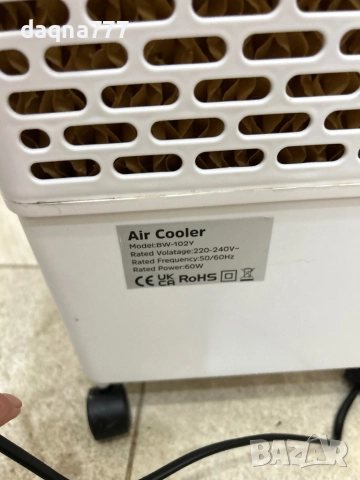 daqna777
Air Cooler
Model:BW-102Y
Rated Volatage:220-240V~
Rated Frequency:50/60Hz
Rated Power:60W
CE UK CA RoHS
BAZAR